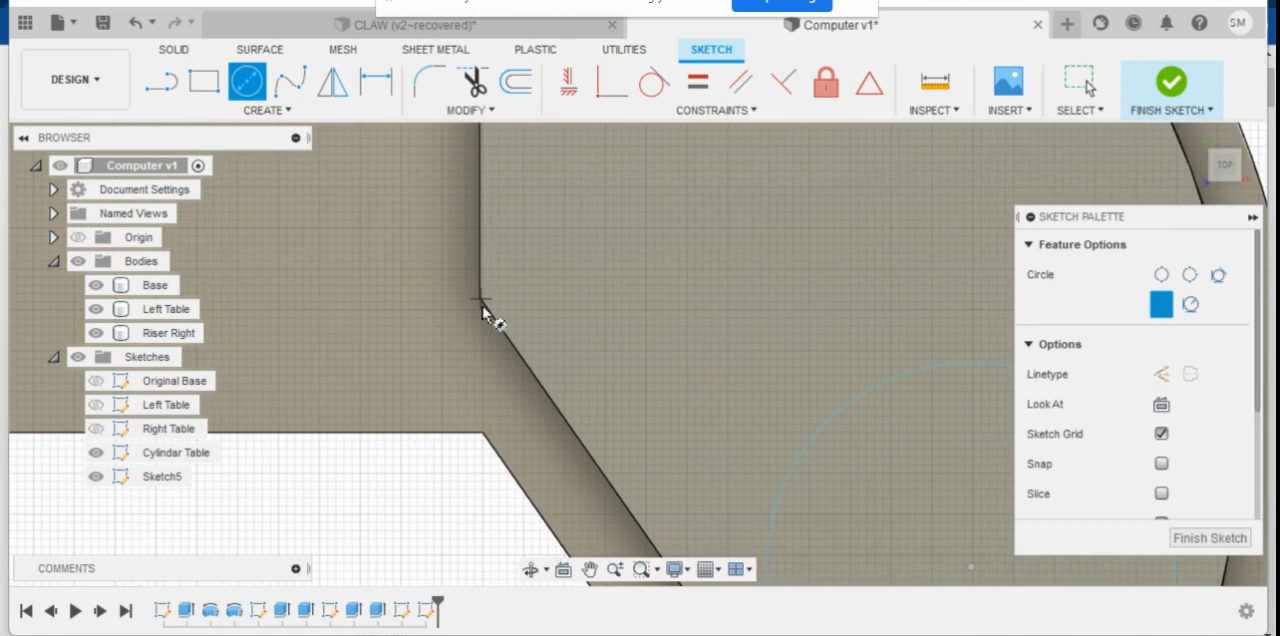 CLAW (v2~recovered)*
Computer v1*
SM
DESIGN
SOLID
SURFACE
MESH
SHEET METAL
PLASTIC
UTILITIES
SKETCH
CREATE
MODIFY
CONSTRAINTS
INSPECT
INSERT
SELECT
FINISH SKETCH
BROWSER
Computer v1
Document Settings
Named Views
Origin
Bodies
Base
Left Table
Riser Right
Sketches
Original Base
Left Table
Right Table
Cylindar Table
Sketch5
TOP
SKETCH PALETTE
Feature Options
Circle
Options
Linetype
Look At
Sketch Grid
Snap
Slice
Finish Sketch
COMMENTS